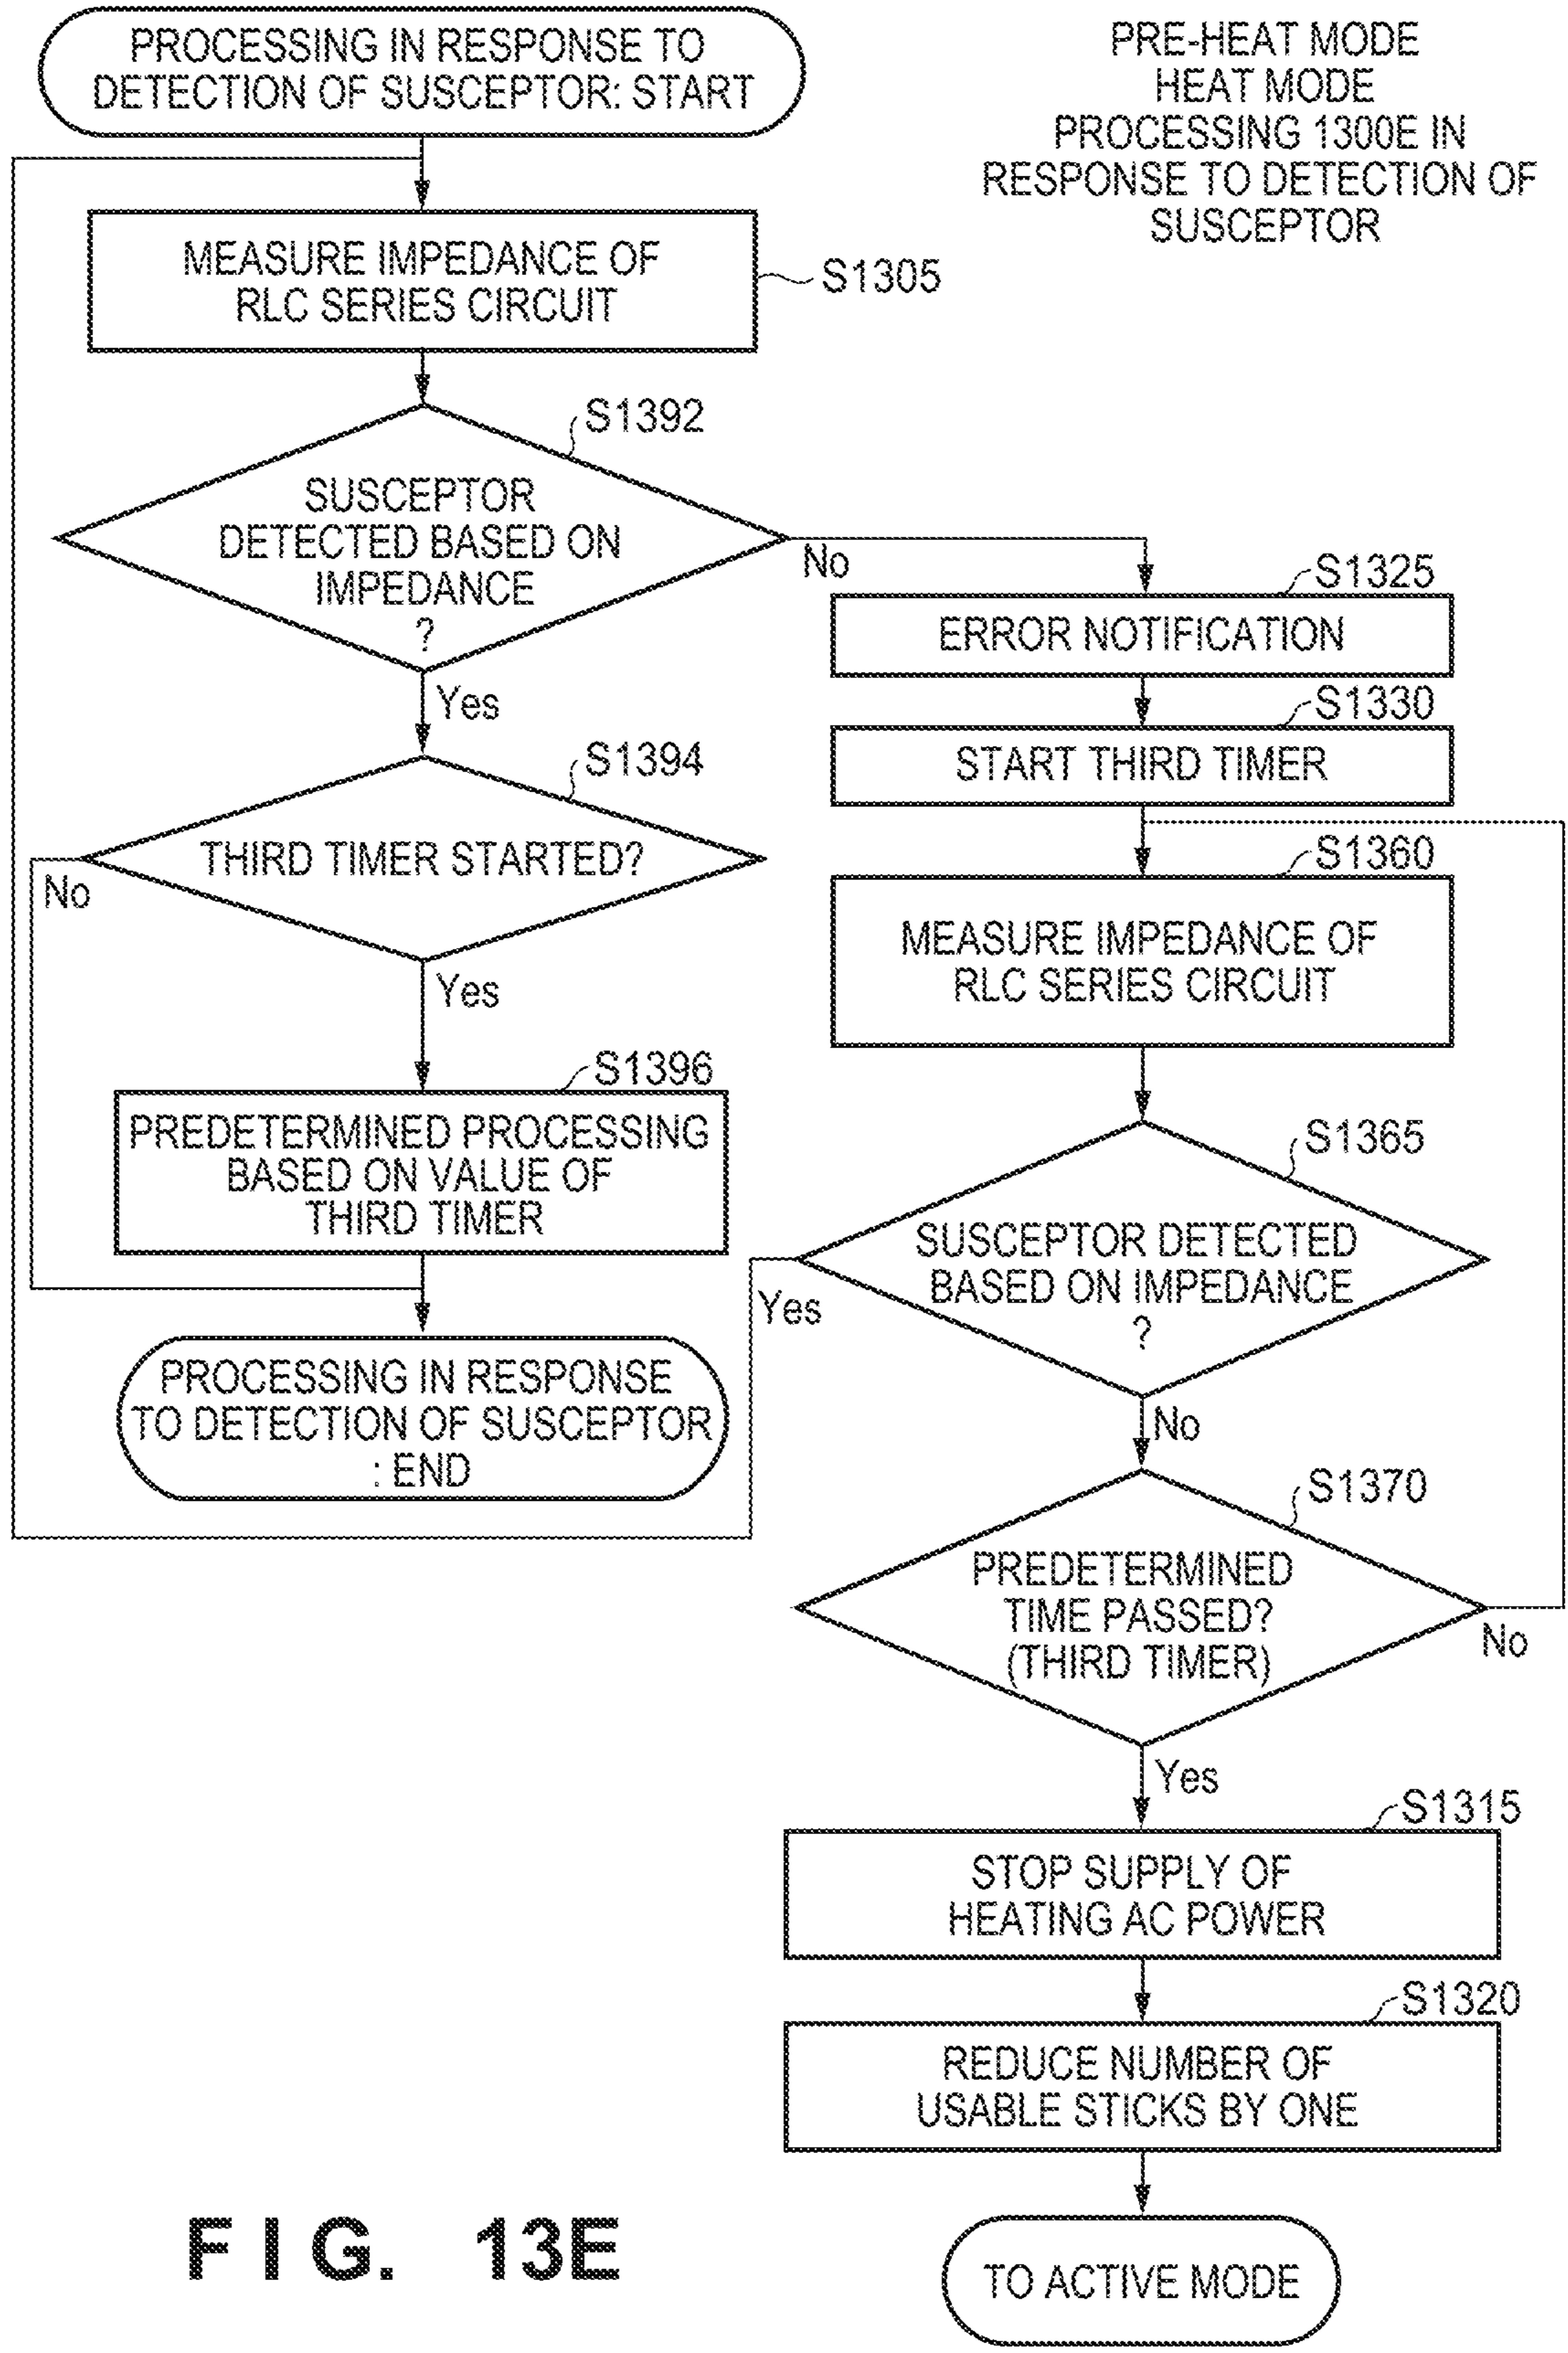 PROCESSING IN RESPONSE TO
DETECTION OF SUSCEPTOR: START
PRE-HEAT MODE
HEAT MODE
PROCESSING 1300E IN
RESPONSE TO DETECTION OF
SUSCEPTOR
MEASURE IMPEDANCE OF
RLC SERIES CIRCUIT
S1305
S1392
SUSCEPTOR
DETECTED BASED ON
IMPEDANCE
?
No
Yes
S1325
ERROR NOTIFICATION
S1330
START THIRD TIMER
S1394
THIRD TIMER STARTED?
No
Yes
S1360
MEASURE IMPEDANCE OF
RLC SERIES CIRCUIT
S1396
PREDETERMINED PROCESSING
BASED ON VALUE OF
THIRD TIMER
S1365
SUSCEPTOR DETECTED
BASED ON IMPEDANCE
?
Yes
No
PROCESSING IN RESPONSE
TO DETECTION OF SUSCEPTOR
: END
S1370
PREDETERMINED
TIME PASSED?
(THIRD TIMER)
No
Yes
S1315
STOP SUPPLY OF
HEATING AC POWER
S1320
REDUCE NUMBER OF
USABLE STICKS BY ONE
TO ACTIVE MODE
FIG. 13E